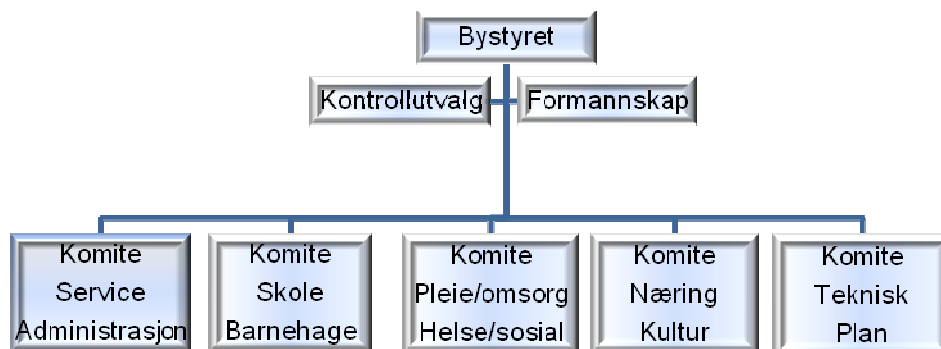 Bystyret
Kontrollutvalg
Formannskap
Komite
Service
Administrasjon
Komite
Skole
Barnehage
Komite
Pleie/omsorg
Helse/sosial
Komite
Næring
Kultur
Komite
Teknisk
Plan